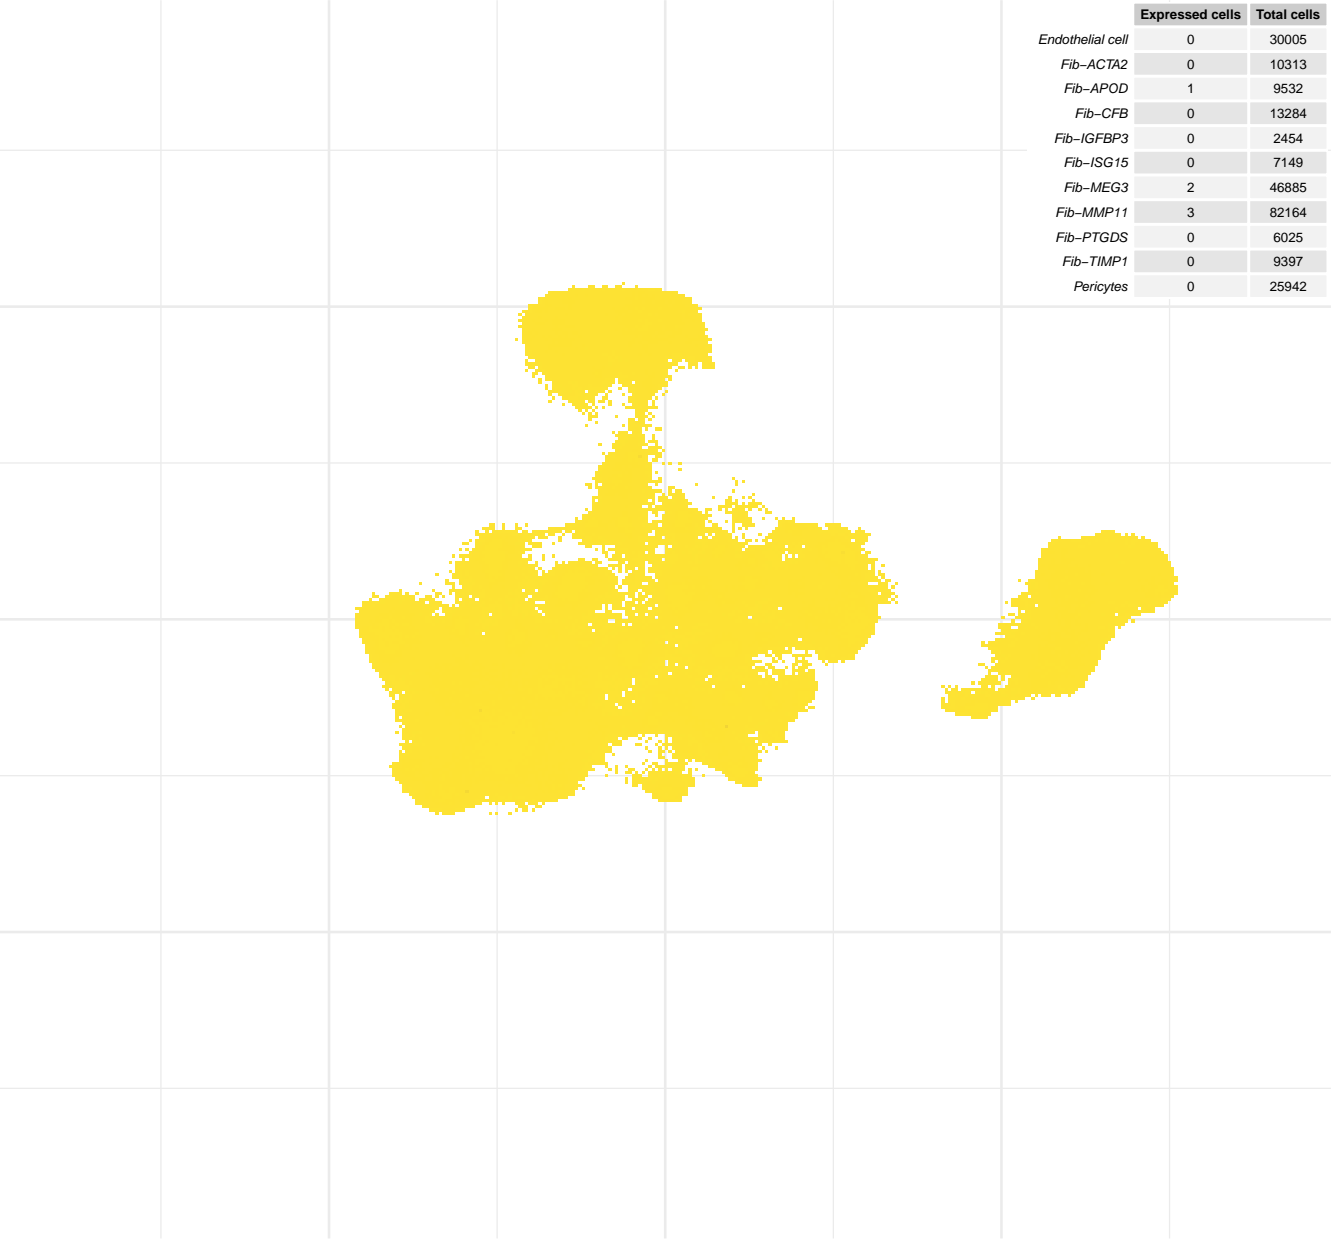 Expressed cells Total cells
Endothelial cell 0 30005
Fib−ACTA2 0 10313
Fib−APOD 1 9532
Fib−CFB 0 13284
Fib−IGFBP3 0 2454
Fib−ISG15 0 7149
Fib−MEG3 2 46885
Fib−MMP11 3 82164
Fib−PTGDS 0 6025
Fib−TIMP1 0 9397
Pericytes 0 25942